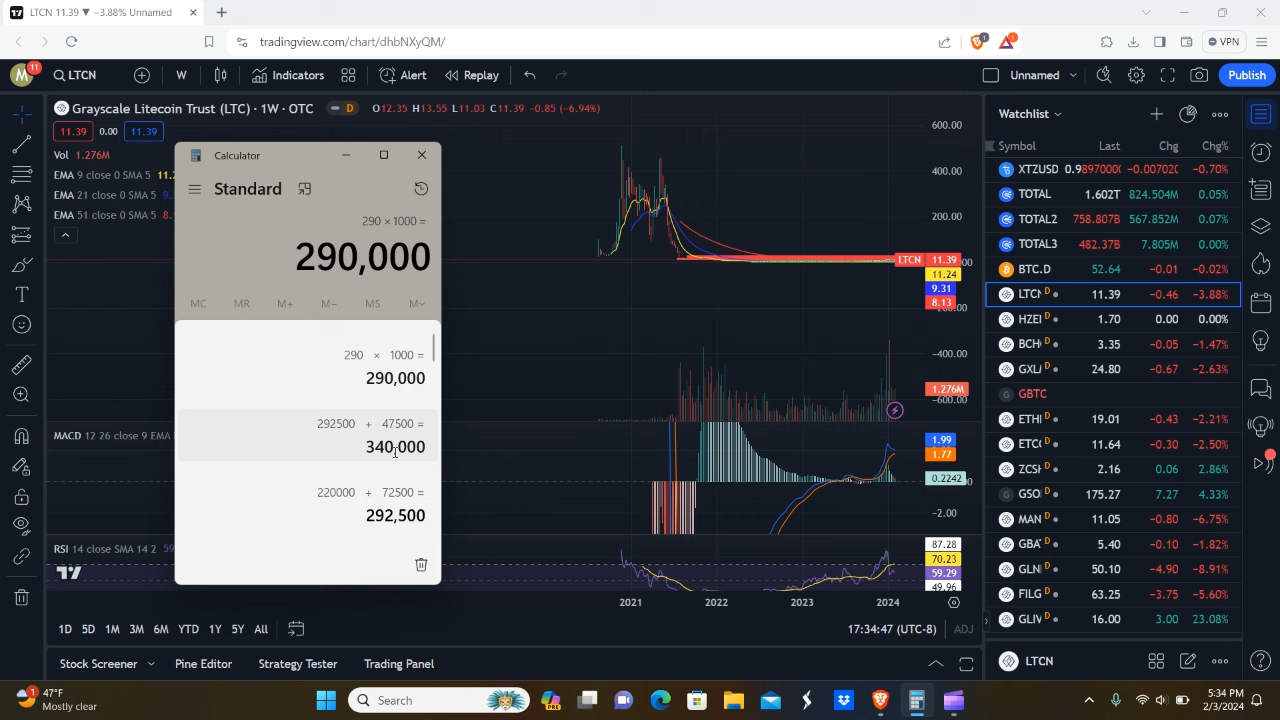 LTCN 11.39 ▼ −3.88% Unnamed
tradingview.com/chart/dhbNXyQM/
VPN
M 11
LTCN
W
Indicators
Alert
Replay
Unnamed
Publish
Grayscale Litecoin Trust (LTC) · 1W · OTC
D
O12.35 H13.55 L11.03 C11.39 −0.85 (−6.94%)
11.39 0.00 11.39
Vol 1.276M
EMA 9 close 0 SMA 5
EMA 21 close 0 SMA 5
EMA 51 close 0 SMA 5
MACD 12 26 close 9 EMA
RSI 14 close SMA 14 2
Calculator
Standard
290 × 1000 =
290,000
MC MR M+ M− MS M
290 × 1000 =
290,000
292500 + 47500 =
340,000
220000 + 72500 =
292,500
600.00
400.00
200.00
LTCN 11.39
11.24
9.31
8.13
−400.00
1.276M
1.99
1.77
0.2242
−2.00
87.28
70.23
59.29
49.96
2021 2022 2023 2024
1D 5D 1M 3M 6M YTD 1Y 5Y All
17:34:47 (UTC-8) ADJ
Stock Screener
Pine Editor
Strategy Tester
Trading Panel
Watchlist
Symbol Last Chg Chg%
XTZUSD −0.70%
TOTAL 1.622T 824.504M 0.05%
TOTAL2 758.807B 567.852M 0.07%
TOTAL3 482.37B 7.805M 0.00%
BTC.D 52.64 −0.01 −0.02%
LTCN D 11.39 −0.46 −3.88%
HZEI D 1.70 0.00 0.00%
BCH D 3.35 −0.05 −1.47%
GXL D 24.80 −0.67 −2.63%
GBTC
ETHI D 19.01 −0.43 −2.21%
ETC D 11.64 −0.30 −2.50%
ZCSH D 2.16 0.06 2.86%
GSO D 175.27 7.27 4.33%
MAN D 11.05 −0.80 −6.75%
GBA D 5.40 −0.10 −1.82%
GLN D 50.10 −4.90 −8.91%
FILG D 63.25 −3.75 −5.60%
GLIV D 16.00 3.00 23.08%
LTCN
47°F
Mostly clear
Search
PRE
5:34 PM
2/3/2024